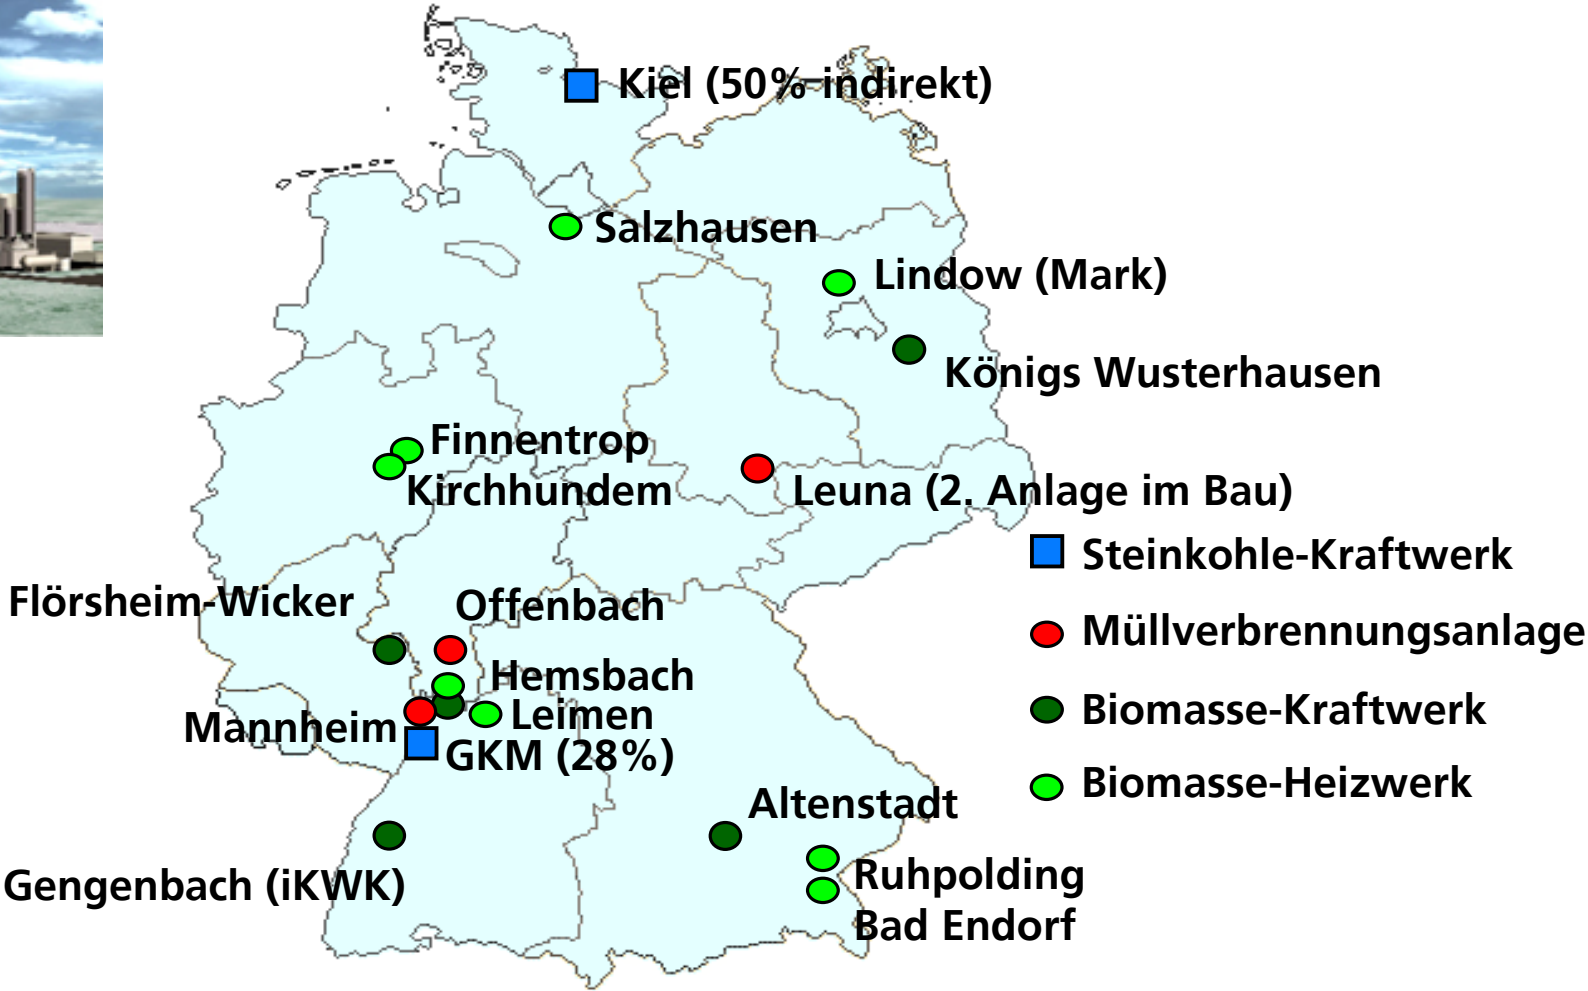 Kiel (50%-indirekt)
Salzhausen
Lindow (Mark)
Königs Wusterhausen
Finnentrop
Kirchhundem
Leuna (2. Anlage im Bau)
Steinkohle-Kraftwerk
Flörsheim-Wicker
Offenbach
Müllverbrennungsanlage
Hemsbach
Leimen
Mannheim
GKM (28%)
Biomasse-Kraftwerk
Biomasse-Heizwerk
Altenstadt
Gengenbach (iKWK)
Ruhpolding
Bad Endorf